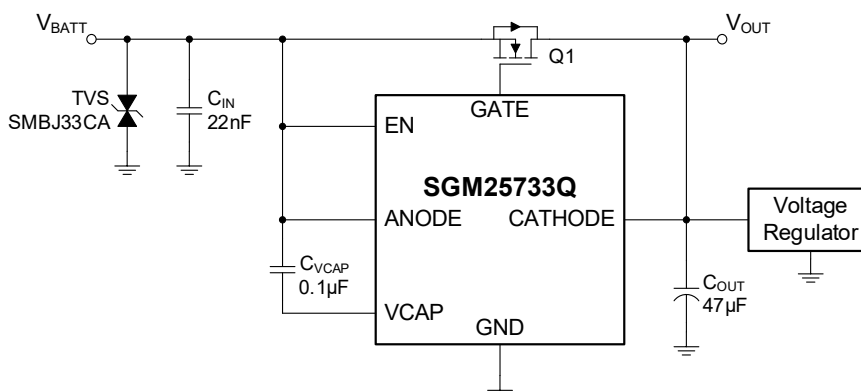 VBATT
VOUT
Q1
TVS
SMBJ33CA
CIN
22nF
GATE
EN
SGM25733Q
ANODE
CATHODE
Voltage
Regulator
CVCAP
0.1µF
COUT
47µF
VCAP
GND